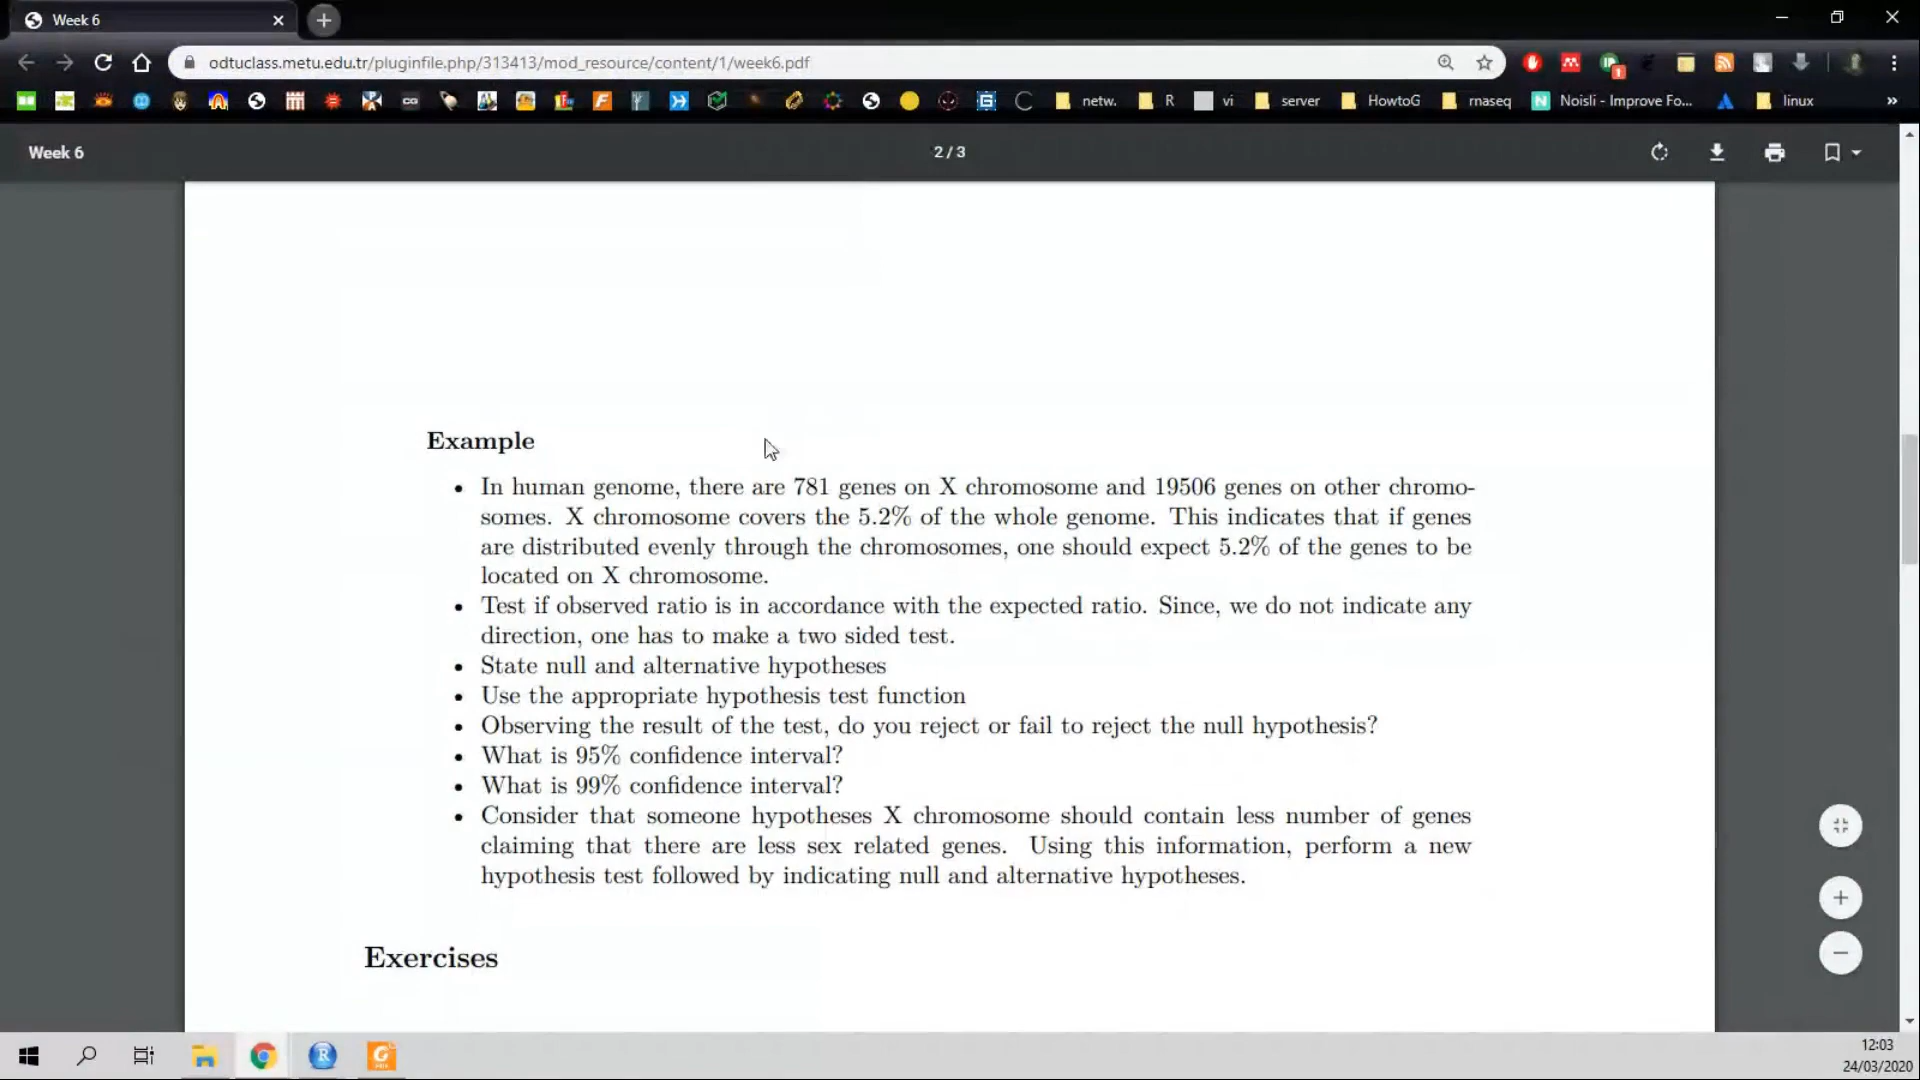 Week 6
odtuclass.metu.edu.tr/pluginfile.php/313413/mod_resource/content/1/week6.pdf
netw. R vi server HowtoG rnaseq Noisli - Improve Fo... linux »
Week 6 2 / 3
Example
• In human genome, there are 781 genes on X chromosome and 19506 genes on other chromo-
somes. X chromosome covers the 5.2% of the whole genome. This indicates that if genes
are distributed evenly through the chromosomes, one should expect 5.2% of the genes to be
located on X chromosome.
• Test if observed ratio is in accordance with the expected ratio. Since, we do not indicate any
direction, one has to make a two sided test.
• State null and alternative hypotheses
• Use the appropriate hypothesis test function
• Observing the result of the test, do you reject or fail to reject the null hypothesis?
• What is 95% confidence interval?
• What is 99% confidence interval?
• Consider that someone hypotheses X chromosome should contain less number of genes
claiming that there are less sex related genes. Using this information, perform a new
hypothesis test followed by indicating null and alternative hypotheses.
Exercises
12:03
24/03/2020